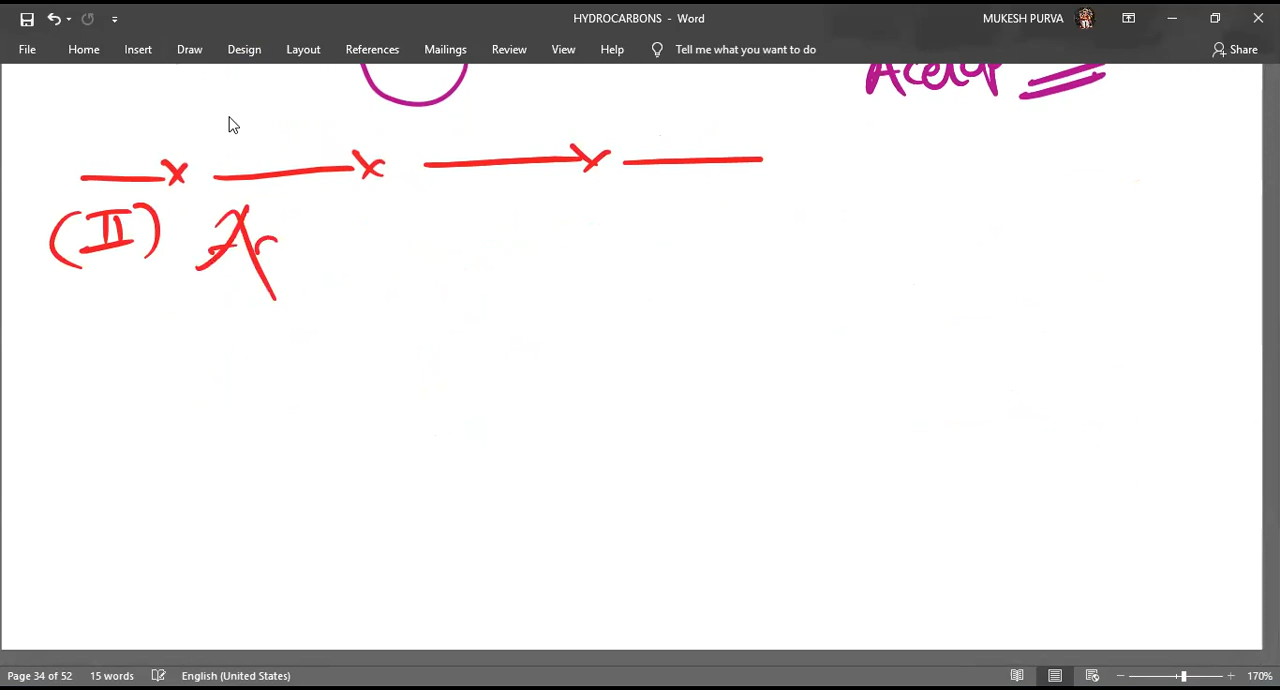 HYDROCARBONS - Word
MUKESH PURVA
File Home Insert Draw Design Layout References Mailings Review View Help Tell me what you want to do Share
(II) Ar
Page 34 of 52 15 words English (United States) 170%